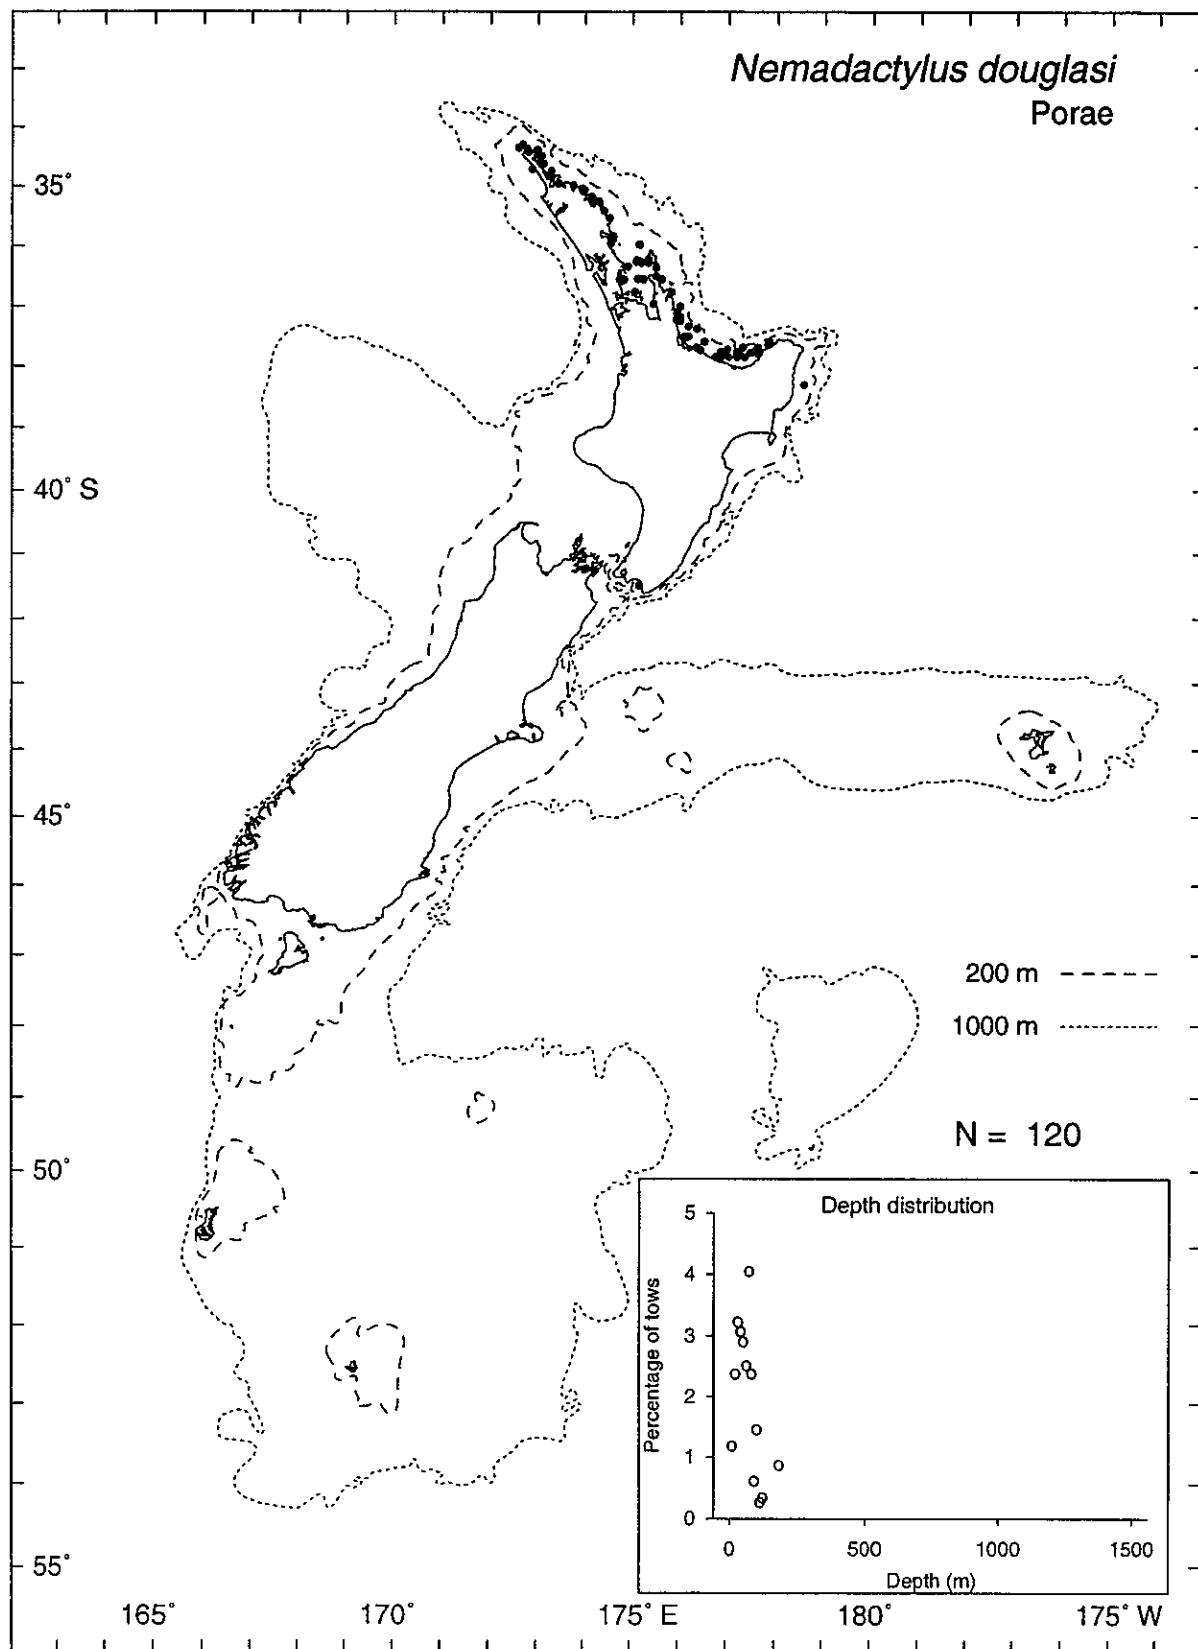 Nemadactylus douglasi
Porae
35°
40° S
45°
200 m
1000 m
N = 120
50°
Depth distribution
5
4
3
2
1
0
Percentage of tows
0 500 1000 1500
Depth (m)
55°
165° 170° 175° E 180° 175° W